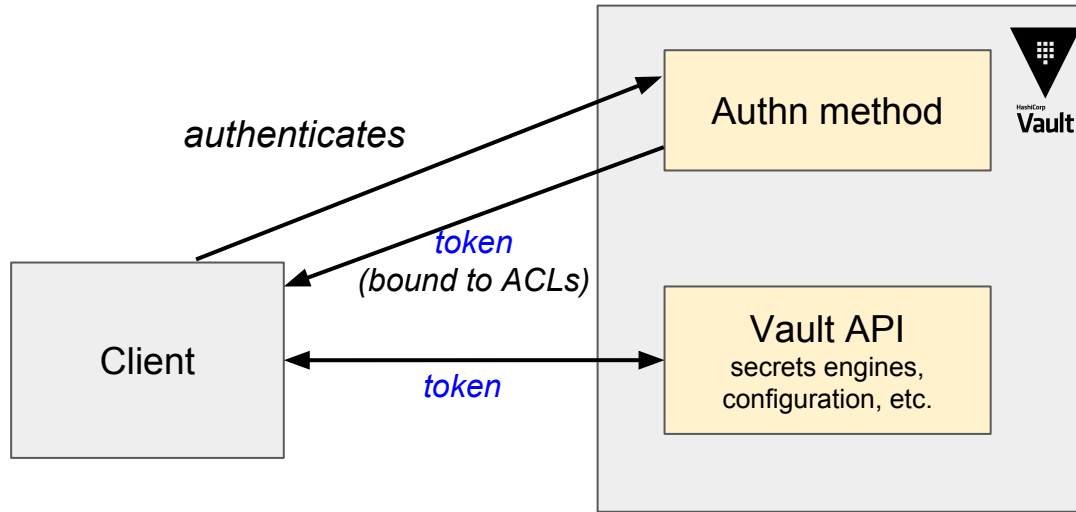 Authn method
HashiCorp
Vault
authenticates
token
(bound to ACLs)
Client
Vault API
secrets engines,
configuration, etc.
token